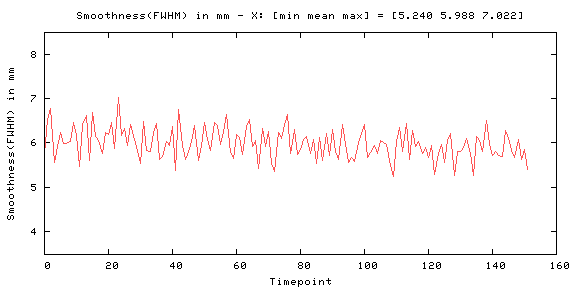 Smoothness(FWHM) in mm - X: [min mean max] = [5.240 5.988 7.022]
8
7
6
5
4
Smoothness(FWHM) in mm
0 20 40 60 80 100 120 140 160
Timepoint